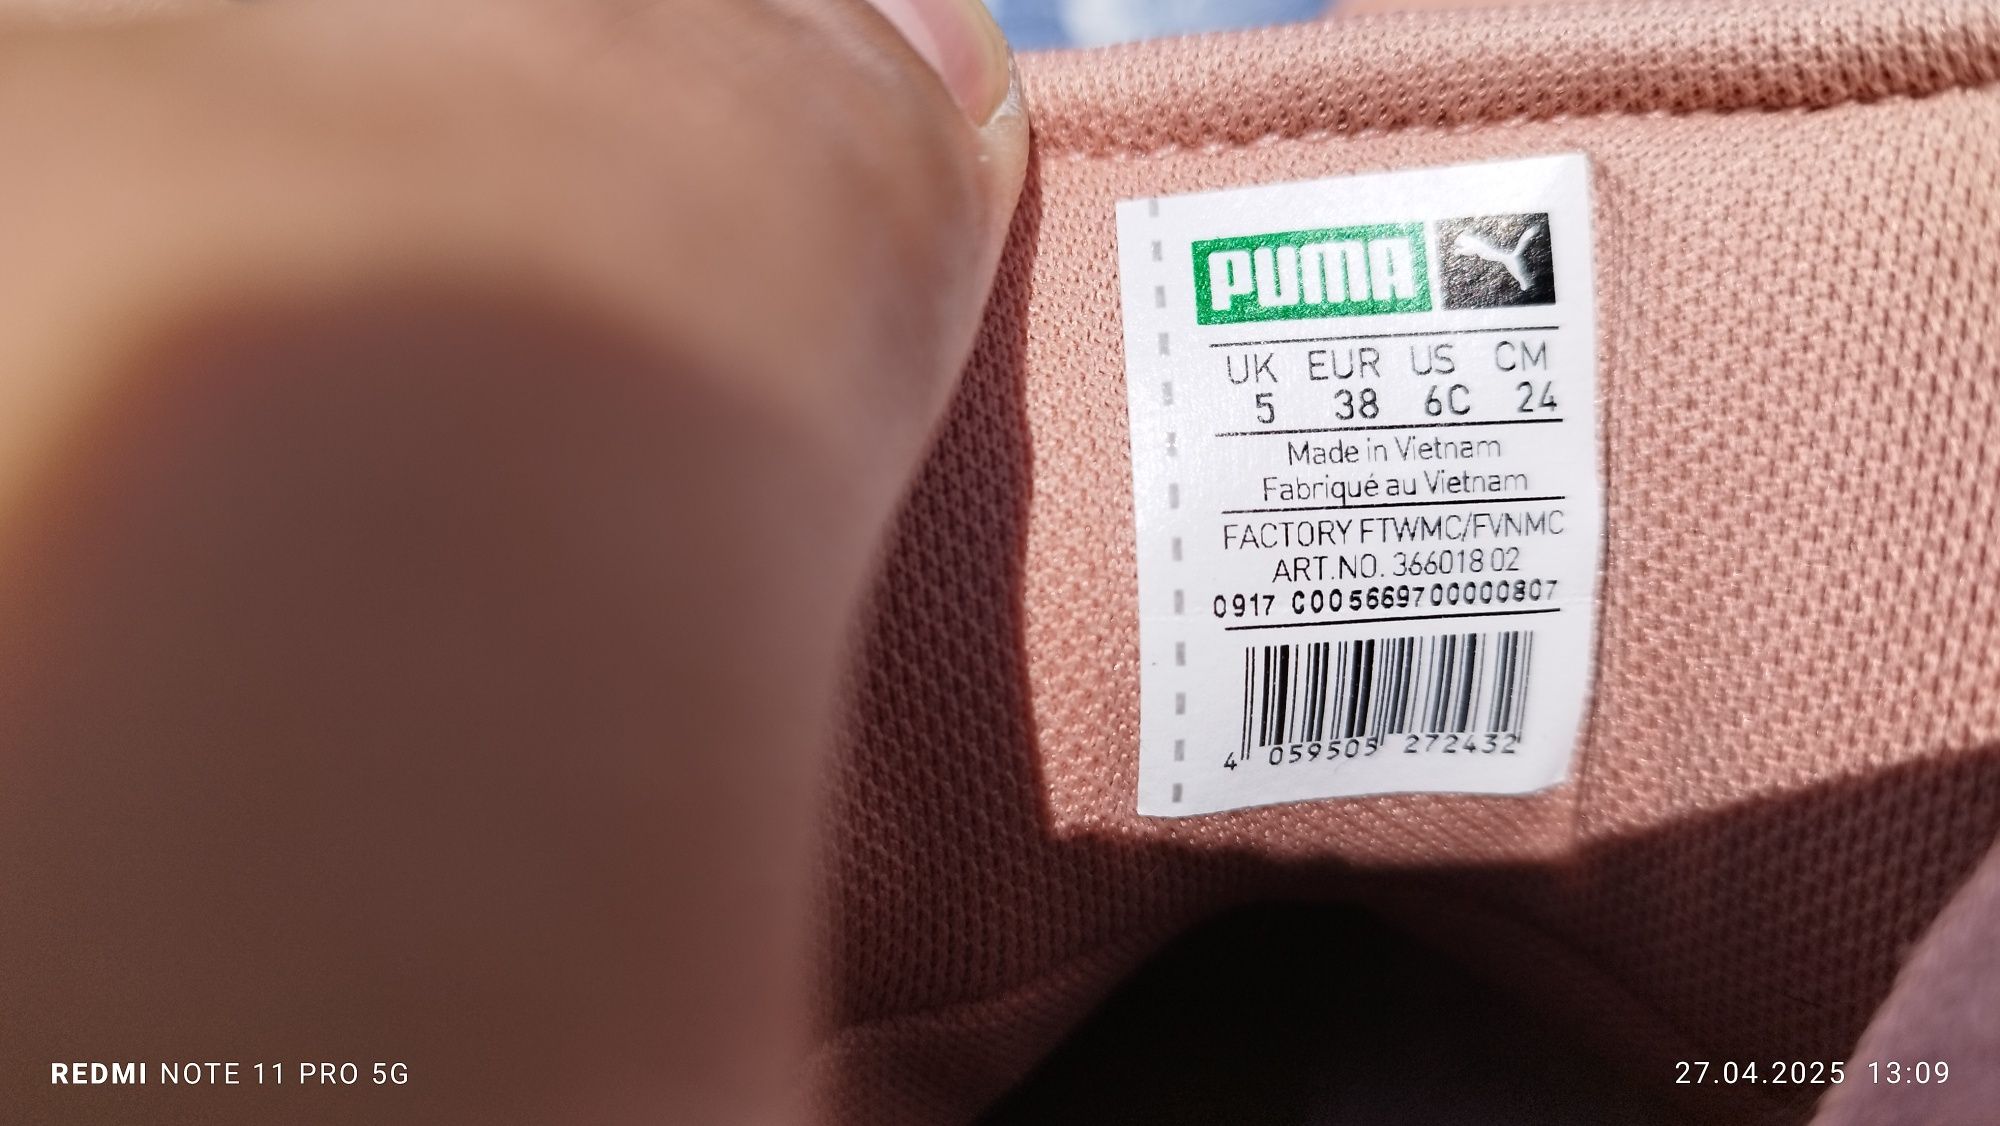 PUMA
UK EUR US CM
5 38 6C 24
Made in Vietnam
Fabriqué au Vietnam
FACTORY FTWMC/FVNMC
ART.NO. 366018 02
0917 C00566970000807
4 059505 272432
REDMI NOTE 11 PRO 5G
27.04.2025 13:09